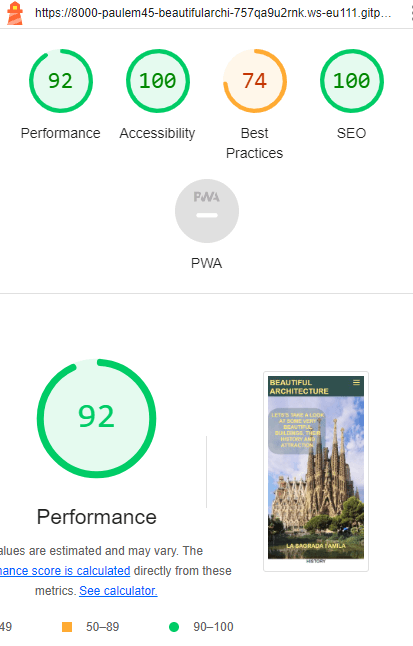 https://8000-paulem45-beautifularchi-757qa9u2rnk.ws-eu111.gitp...
92
100
74
100
Performance
Accessibility
Best
Practices
SEO
PWA
PWA
92
BEAUTIFUL
ARCHITECTURE
LETS'S TAKE A LOOK
AT SOME VERY
BEAUTIFUL
BUILDINGS, THEIR
HISTORY AND
ATTRACTION.
LA SAGRADA FAMILA
HISTORY
Performance
alues are estimated and may vary. The
nance score is calculated directly from these
metrics. See calculator.
49
50–89
90–100